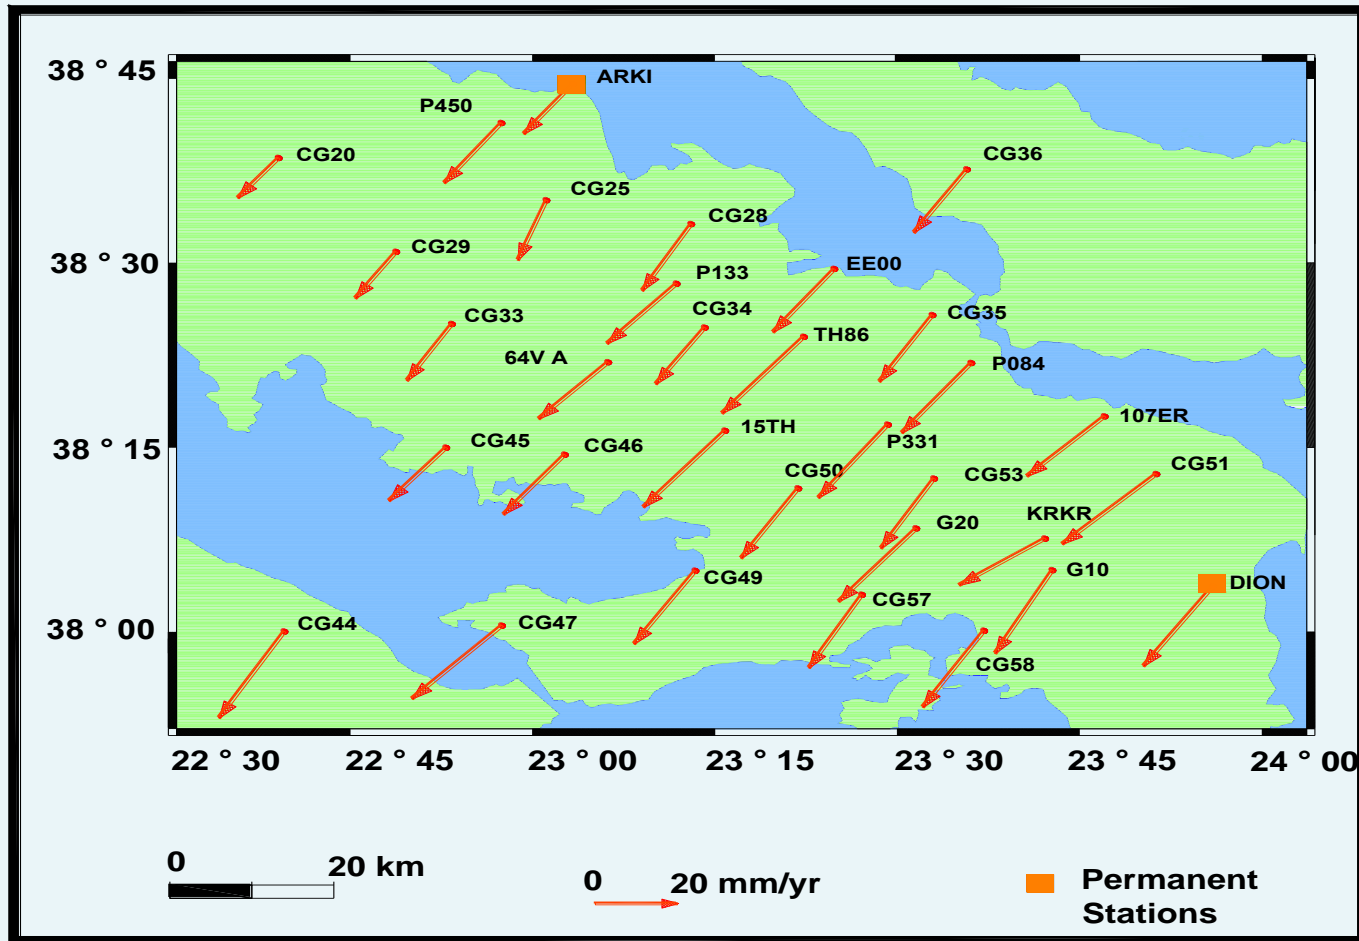 38 ° 45
ARKI
P450
CG20
CG36
CG25
CG28
CG29
EE00
38 ° 30
P133
CG34
CG33
CG35
TH86
64V A
P084
107ER
15TH
CG45
CG46
P331
38 ° 15
CG50
CG53
CG51
KRKR
G20
CG49
G10
DION
CG57
38 ° 00
CG44
CG47
CG58
22 ° 30
22 ° 45
23 ° 00
23 ° 15
23 ° 30
23 ° 45
24 ° 00
0
20 km
0
20 mm/yr
Permanent
Stations